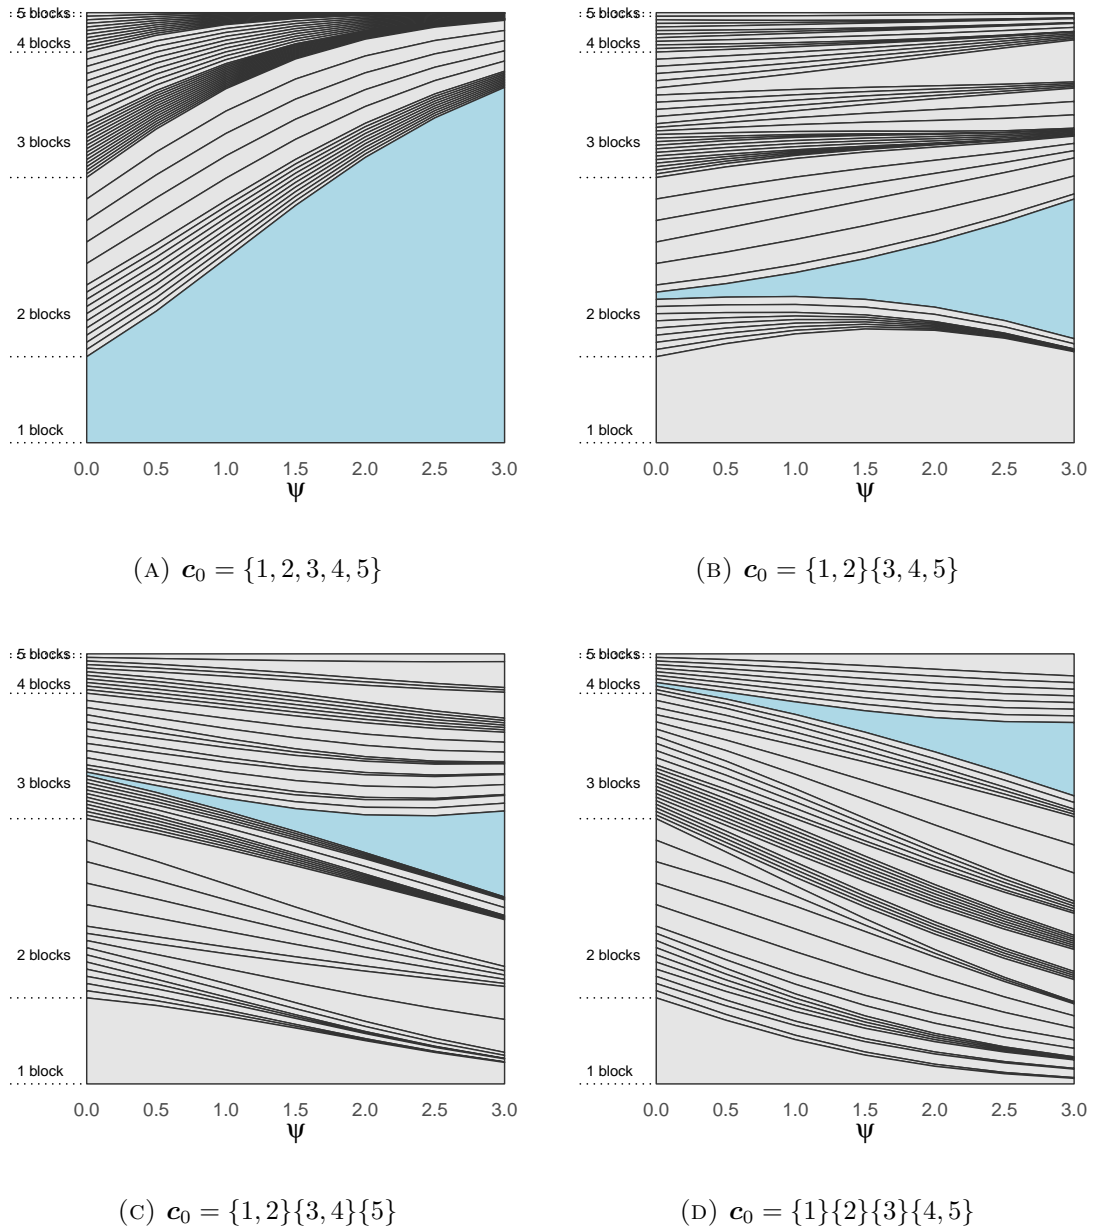 5 blocks 5 blocks
4 blocks 4 blocks
3 blocks 3 blocks
2 blocks 2 blocks
1 block 1 block
0.0 0.5 1.0 1.5 2.0 2.5 3.0 0.0 0.5 1.0 1.5 2.0 2.5 3.0
ψ ψ
(A) c₀ = {1, 2, 3, 4, 5} (B) c₀ = {1, 2}{3, 4, 5}
5 blocks 5 blocks
4 blocks 4 blocks
3 blocks 3 blocks
2 blocks 2 blocks
1 block 1 block
0.0 0.5 1.0 1.5 2.0 2.5 3.0 0.0 0.5 1.0 1.5 2.0 2.5 3.0
ψ ψ
(C) c₀ = {1, 2}{3, 4}{5} (D) c₀ = {1}{2}{3}{4, 5}